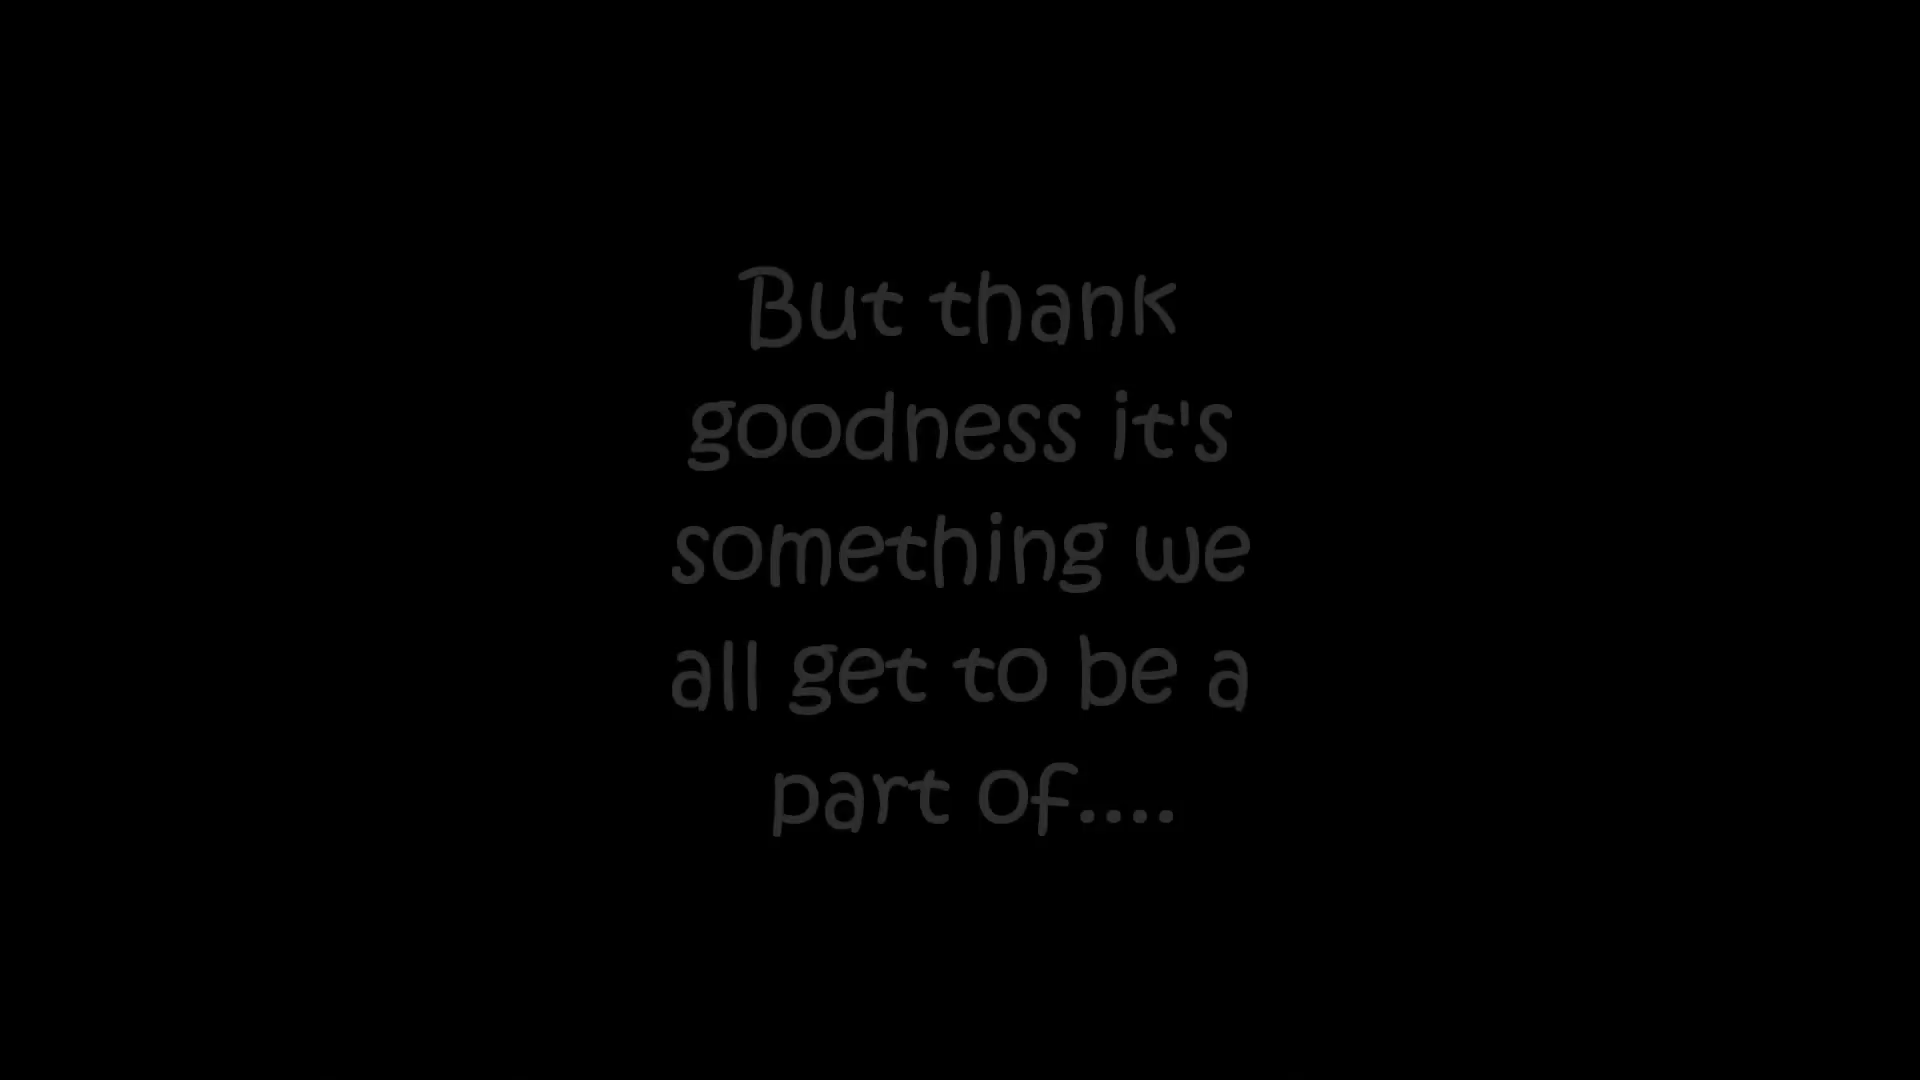 But thank
goodness it's
something we
all get to be a
part of....